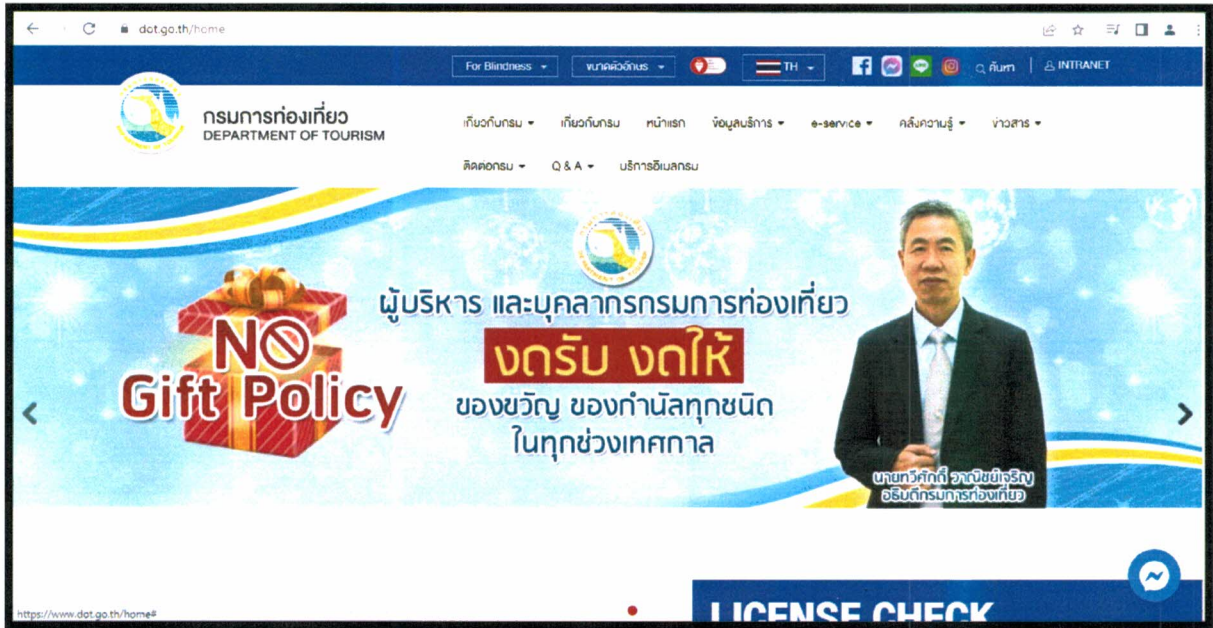 dot.go.th/home
For Blindness
ขนาดตัวอักษร
TH
ค้นหา
INTRANET
กรมการท่องเที่ยว
DEPARTMENT OF TOURISM
เกี่ยวกับกรม เกี่ยวกับกรม หน้าแรก ข้อมูลบริการ e-service คลังความรู้ ข่าวสาร
ติดต่อกรม Q & A บริการอีเมลกรม
DEPARTMENT OF TOURISM
ผู้บริหาร และบุคลากรกรมการท่องเที่ยว
NO
Gift Policy
งดรับ งดให้
ของขวัญ ของกำนัลทุกชนิด
ในทุกช่วงเทศกาล
นายทวีศักดิ์ วาณิชย์เจริญ
อธิบดีกรมการท่องเที่ยว
https://www.dot.go.th/home#
LICENSE CHECK